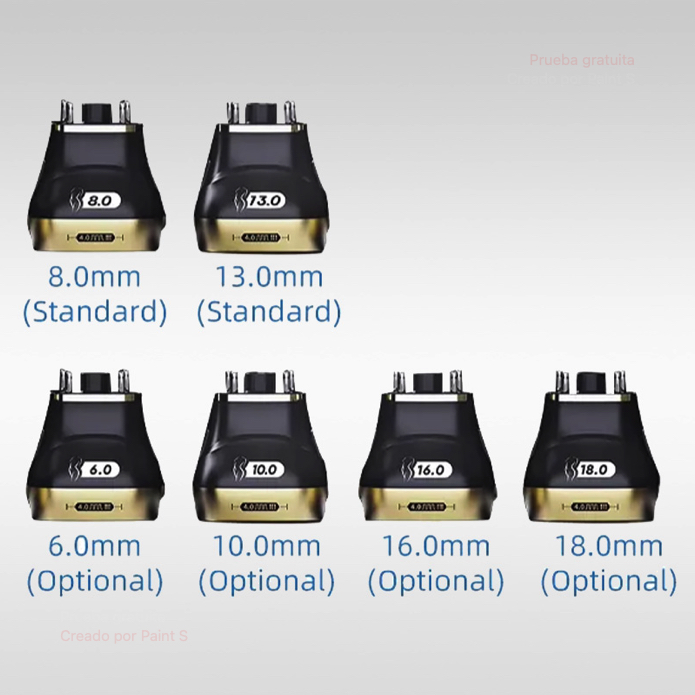 Prueba gratuita
8.0
13.0
8.0mm
13.0mm
(Standard)
(Standard)
6.0
10.0
16.0
18.0
6.0mm
10.0mm
16.0mm
18.0mm
(Optional)
(Optional)
(Optional)
(Optional)
Creado por Paint S